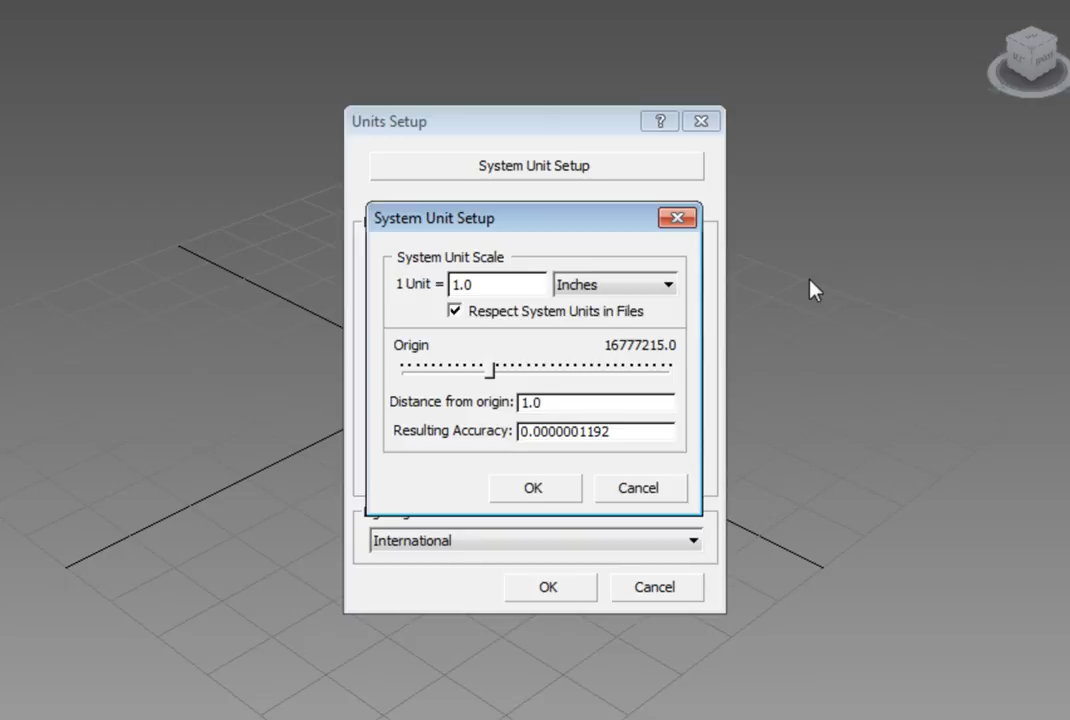 Units Setup
System Unit Setup
System Unit Setup
System Unit Scale
1 Unit = 1.0 Inches
Respect System Units in Files
Origin 16777215.0
Distance from origin: 1.0
Resulting Accuracy: 0.0000001192
OK Cancel
International
OK Cancel